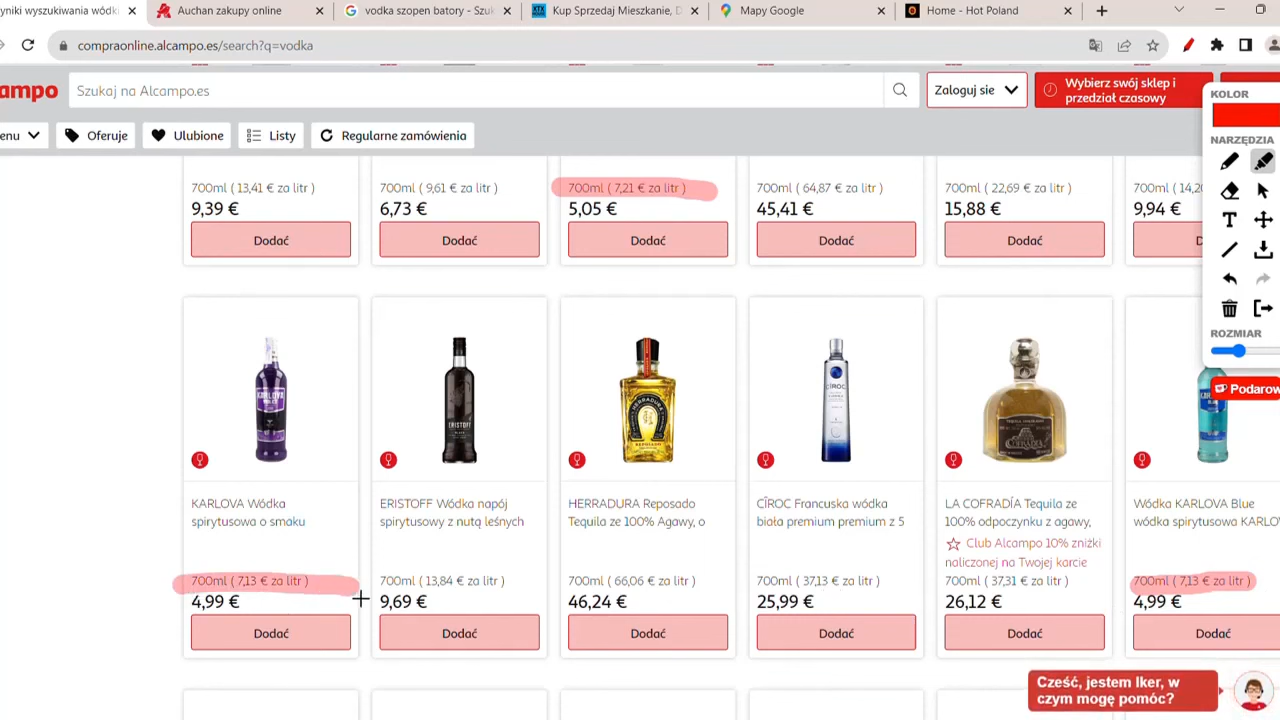 yniki wyszukiwania wódki
Auchan zakupy online
vodka szopen batory - Szuk
Kup Sprzedaj Mieszkanie, D
Mapy Google
Home - Hot Poland
compraonline.alcampo.es/search?q=vodka
campo
Szukaj na Alcampo.es
Zaloguj sie
Wybierz swój sklep i
przedział czasowy
KOLOR
enu
Oferuje
Ulubione
Listy
Regularne zamówienia
NARZĘDZIA
T
ROZMIAR
Podarow
700ml ( 13,41 € za litr )
9,39 €
Dodać
700ml ( 9,61 € za litr )
6,73 €
Dodać
700ml ( 7,21 € za litr )
5,05 €
Dodać
700ml ( 64,87 € za litr )
45,41 €
Dodać
700ml ( 22,69 € za litr )
15,88 €
Dodać
700ml ( 14,20
9,94 €
D
KARLOVA Wódka
spirytusowa o smaku
700ml ( 7,13 € za litr )
4,99 €
Dodać
ERISTOFF
ERISTOFF Wódka napój
spirytusowy z nutą leśnych
700ml ( 13,84 € za litr )
9,69 €
Dodać
HERRADURA
HERRADURA Reposado
Tequila ze 100% Agawy, o
700ml ( 66,06 € za litr )
46,24 €
Dodać
CÎROC
CÎROC Francuska wódka
biała premium premium z 5
700ml ( 37,13 € za litr )
25,99 €
Dodać
COFRADIA
LA COFRADÍA Tequila ze
100% odpoczynku z agawy,
Club Alcampo 10% zniżki
naliczonej na Twojej karcie
700ml ( 37,31 € za litr )
26,12 €
Dodać
Wódka KARLOVA Blue
wódka spirytusowa KARLO
700ml ( 7,13 € za litr )
4,99 €
Dodać
Cześć, jestem Iker, w
czym mogę pomóc?